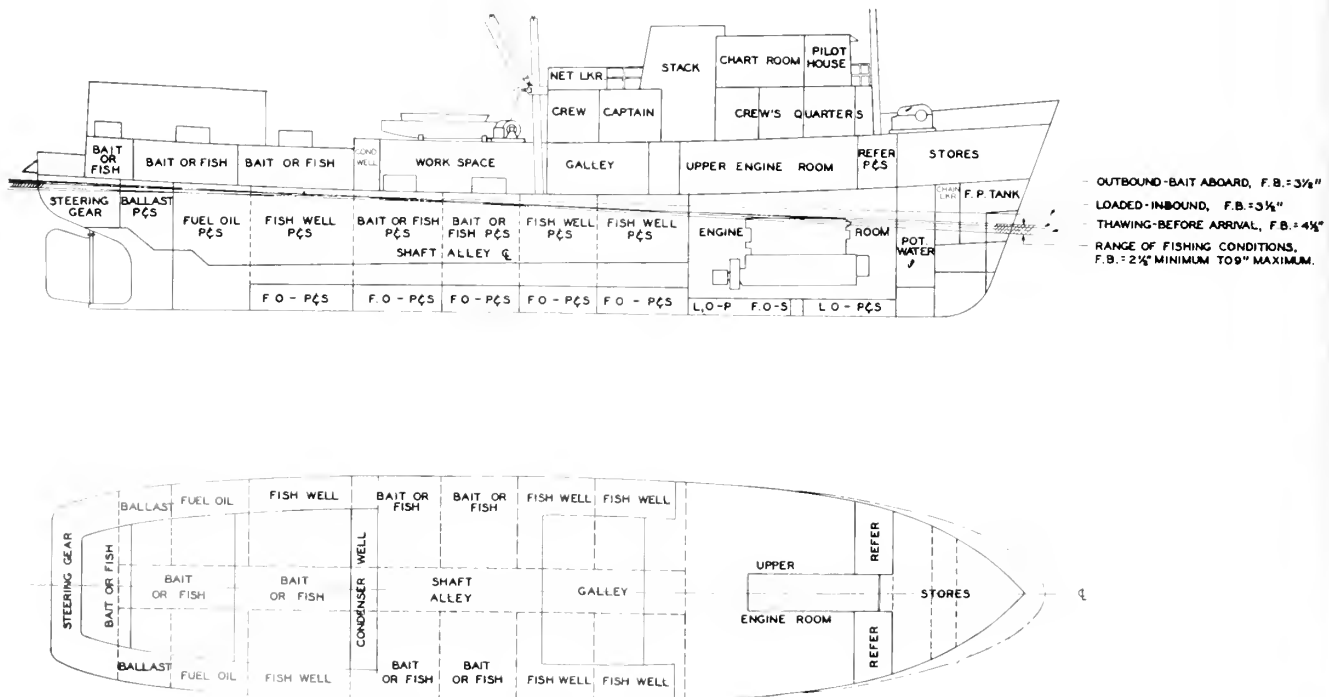 PILOT
HOUSE
CHART ROOM
STACK
NET LKR
CREW
CAPTAIN
CREW'S QUARTERS
BAIT
OR
FISH
BAIT OR FISH
BAIT OR FISH
COND
WELL
WORK SPACE
GALLEY
UPPER ENGINE ROOM
REFER
P&S
STORES
STEERING
GEAR
BALLAST
P&S
FUEL OIL
P&S
FISH WELL
P&S
BAIT OR FISH
P&S
BAIT OR
FISH P&S
FISH WELL
P&S
FISH WELL
P&S
SHAFT ALLEY ℄
ENGINE ROOM
POT.
WATER
CHAIN
LKR
F.P. TANK
F O - P&S
F.O - P&S
F O - P&S
F O - P&S
F O - P&S
L.O-P
F.O-S
L O - P&S
OUTBOUND-BAIT ABOARD, F.B.=3⅛"
LOADED-INBOUND, F.B.=3½"
THAWING-BEFORE ARRIVAL, F.B.=4⅛"
RANGE OF FISHING CONDITIONS,
F.B.=2⅛" MINIMUM TO 9" MAXIMUM.
BALLAST
FUEL OIL
FISH WELL
BAIT OR
FISH
BAIT OR
FISH
FISH WELL
FISH WELL
STEERING GEAR
BAIT OR FISH
BAIT
OR FISH
BAIT
OR FISH
CONDENSER WELL
SHAFT
ALLEY
GALLEY
UPPER
ENGINE ROOM
REFER
REFER
STORES
℄
BALLAST
FUEL OIL
FISH WELL
BAIT
OR FISH
BAIT
OR FISH
FISH WELL
FISH WELL